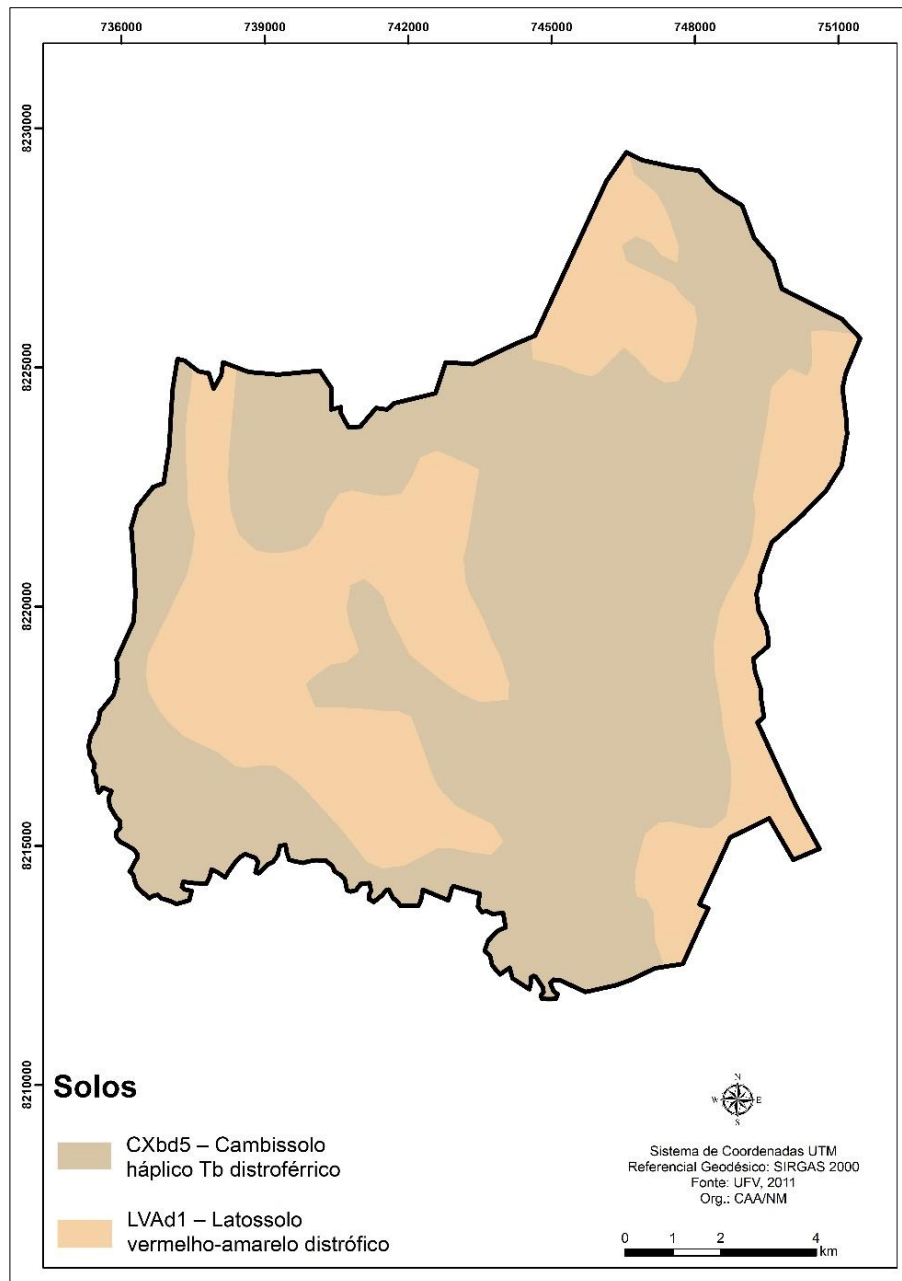 736000 739000 742000 745000 748000 751000
8230000
8225000
8220000
8215000
8210000
Solos
CXbd5 – Cambissolo
háplico Tb distroférrico
LVAd1 – Latossolo
vermelho-amarelo distrófico
N
W E
S
Sistema de Coordenadas UTM
Referencial Geodésico: SIRGAS 2000
Fonte: UFV, 2011
Org.: CAA/NM
0 1 2 4
km